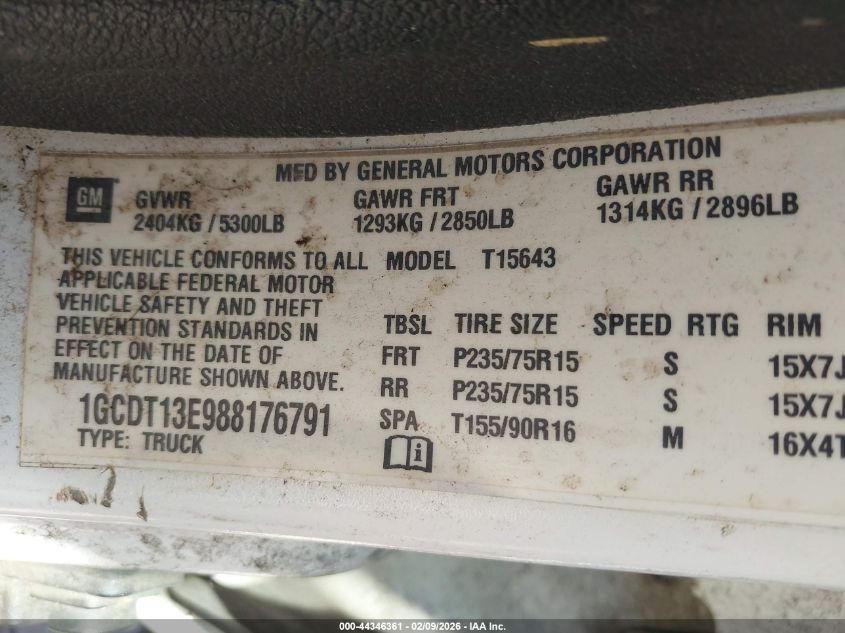 MFD BY GENERAL MOTORS CORPORATION
GM
GVWR GAWR FRT GAWR RR
2404KG / 5300LB 1293KG / 2850LB 1314KG / 2896LB
THIS VEHICLE CONFORMS TO ALL MODEL T15643
APPLICABLE FEDERAL MOTOR
VEHICLE SAFETY AND THEFT
PREVENTION STANDARDS IN
EFFECT ON THE DATE OF
MANUFACTURE SHOWN ABOVE.
1GCDT13E988176791
TYPE: TRUCK
TBSL TIRE SIZE SPEED RTG RIM
FRT P235/75R15 S 15X7J
RR P235/75R15 S 15X7J
SPA T155/90R16 M 16X4T
i
000-44346361 - 02/09/2026 - IAA Inc.